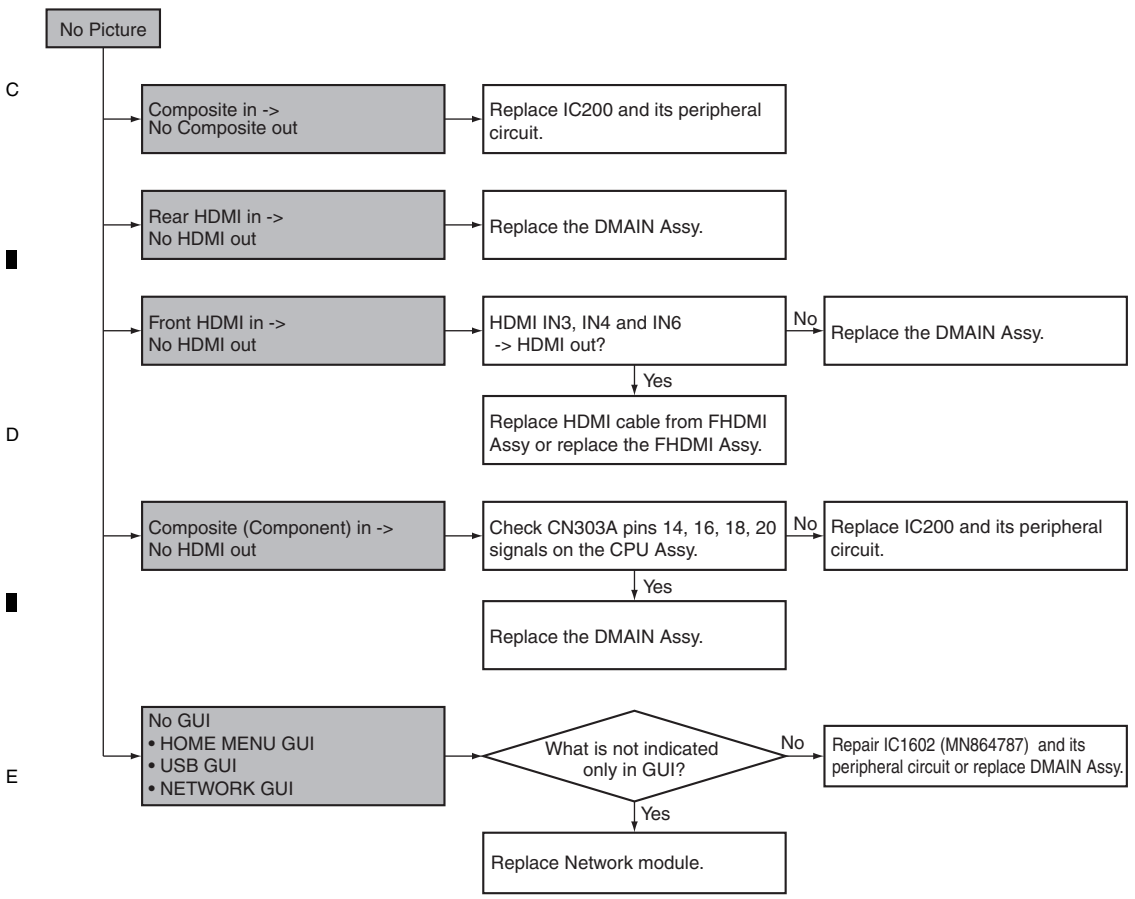 No Picture
C
Composite in ->
No Composite out
Replace IC200 and its peripheral
circuit.
Rear HDMI in ->
No HDMI out
Replace the DMAIN Assy.
Front HDMI in ->
No HDMI out
HDMI IN3, IN4 and IN6
-> HDMI out?
No
Replace the DMAIN Assy.
Yes
Replace HDMI cable from FHDMI
Assy or replace the FHDMI Assy.
D
Composite (Component) in ->
No HDMI out
Check CN303A pins 14, 16, 18, 20
signals on the CPU Assy.
No
Replace IC200 and its peripheral
circuit.
Yes
Replace the DMAIN Assy.
No GUI
• HOME MENU GUI
• USB GUI
• NETWORK GUI
What is not indicated
only in GUI?
No
Repair IC1602 (MN864787) and its
peripheral circuit or replace DMAIN Assy.
E
Yes
Replace Network module.